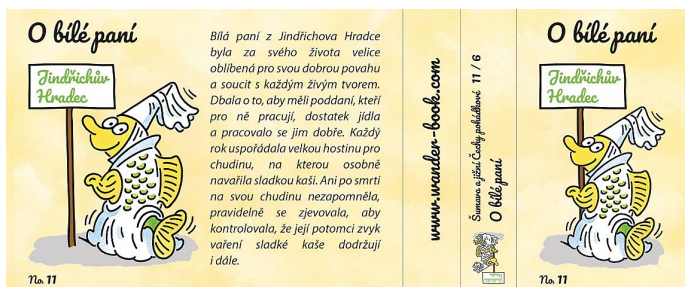 O bílé paní
Jindřichův
Hradec
No. 11
Bílá paní z Jindřichova Hradce
byla za svého života velice
oblíbená pro svou dobrou povahu
a soucit s každým živým tvorem.
Dbala o to, aby měli poddaní, kteří
pro ně pracují, dostatek jídla
a pracovalo se jim dobře. Každý
rok uspořádala velkou hostinu pro
chudinu, na kterou osobně
navařila sladkou kaši. Ani po smrti
na svou chudinu nezapomněla,
pravidelně se zjevovala, aby
kontrolovala, že její potomci zvyk
vaření sladké kaše dodržují
i dále.
www.wander-book.com
Šumava a jižní Čechy pohádkové 11 / 6
O bílé paní
O bílé paní
Jindřichův
Hradec
No. 11